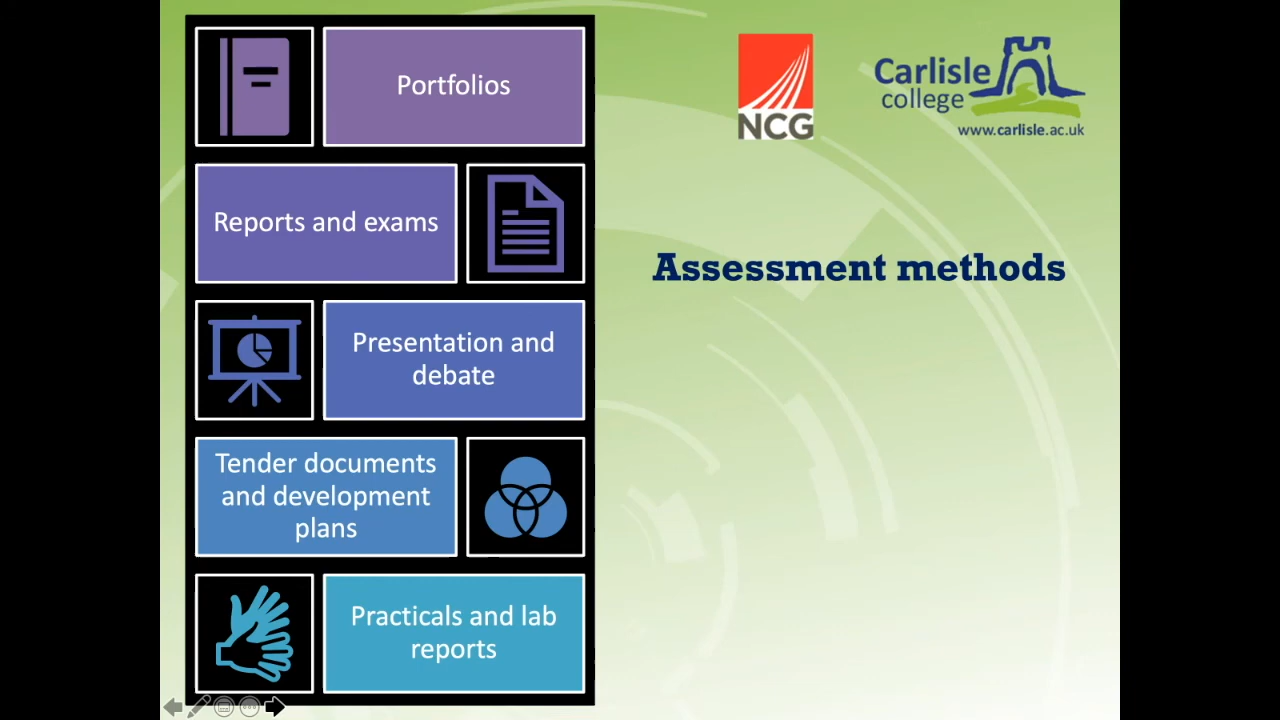 Portfolios
Reports and exams
Presentation and
debate
Tender documents
and development
plans
Practicals and lab
reports
NCG
Carlisle
college
www.carlisle.ac.uk
Assessment methods